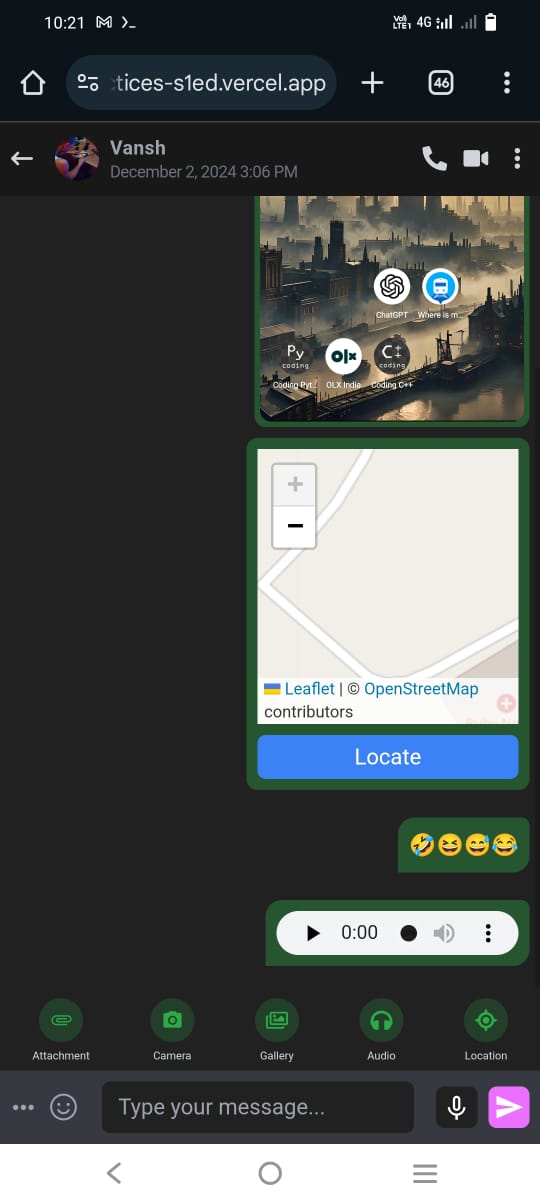 10:21
Vo)) 4G
LTE1
:tices-s1ed.vercel.app
46
Vansh
December 2, 2024 3:06 PM
ChatGPT Where is m...
Py
coding
olx
C++
coding
Coding Pyt... OLX India Coding C++
+
−
Leaflet | © OpenStreetMap
contributors
Locate
0:00
Attachment Camera Gallery Audio Location
Type your message...